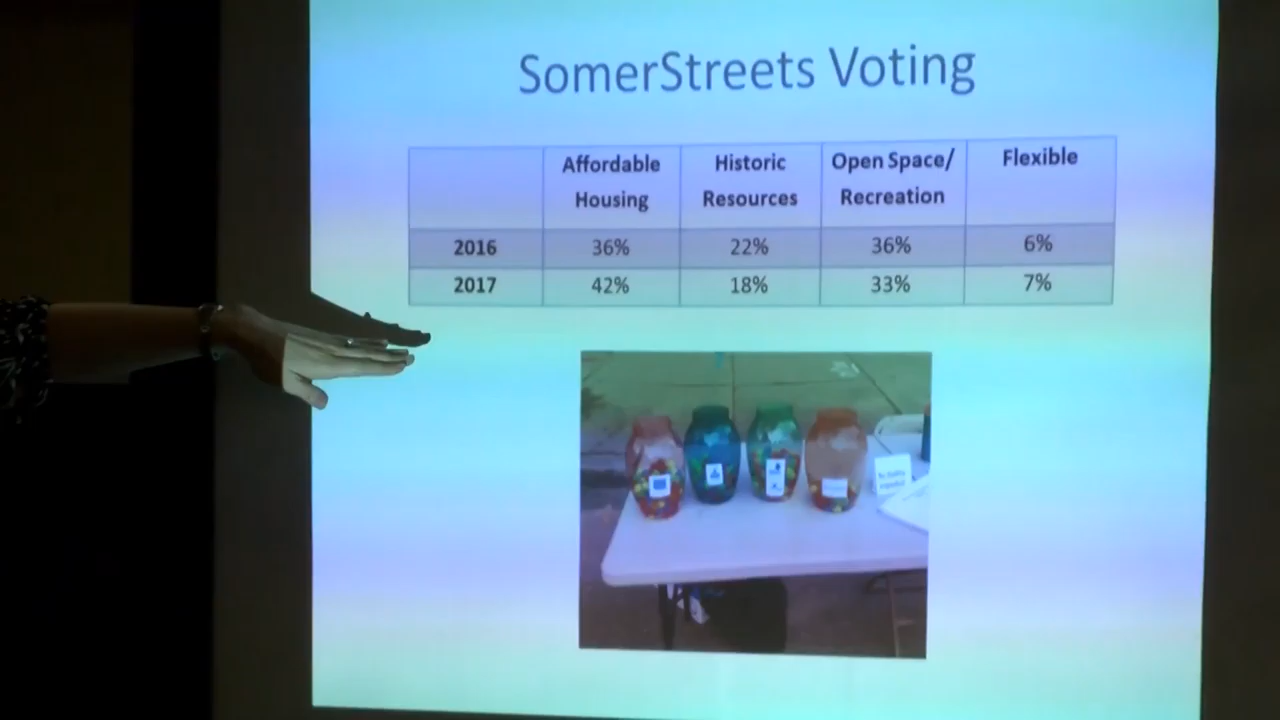 SomerStreets Voting
Affordable Housing
Historic Resources
Open Space/ Recreation
Flexible
2016 36% 22% 36% 6%
2017 42% 18% 33% 7%